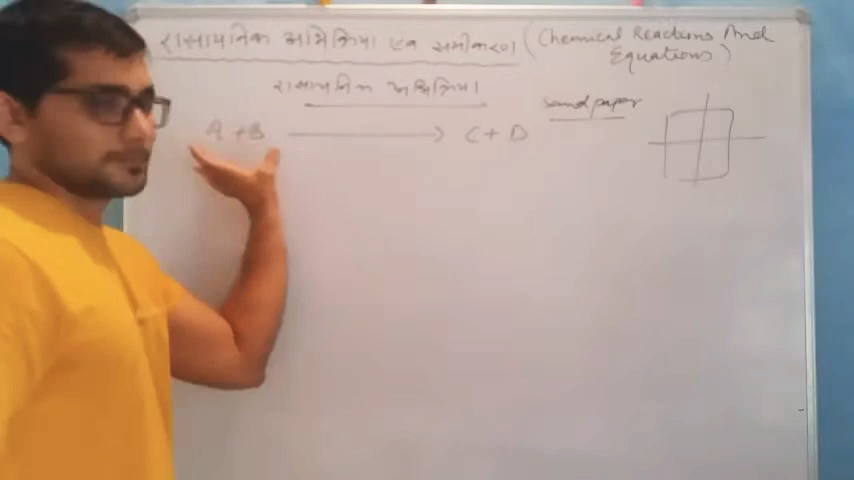 रासायनिक अभिक्रिया एवं समीकरण (Chemical Reactions And
Equations)
रासायनिक अभिक्रिया
sand paper
A + B → C + D